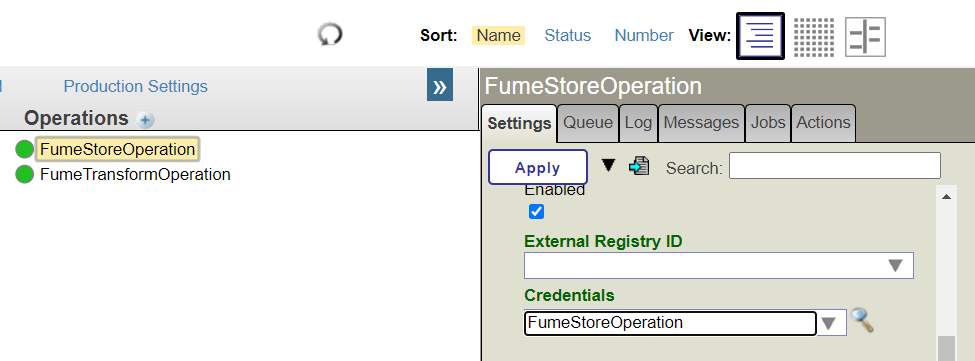 Sort: Name Status Number View:
Production Settings »
Operations
FumeStoreOperation
FumeTransformOperation
FumeStoreOperation
Settings Queue Log Messages Jobs Actions
Apply Search:
Enabled
External Registry ID
Credentials
FumeStoreOperation